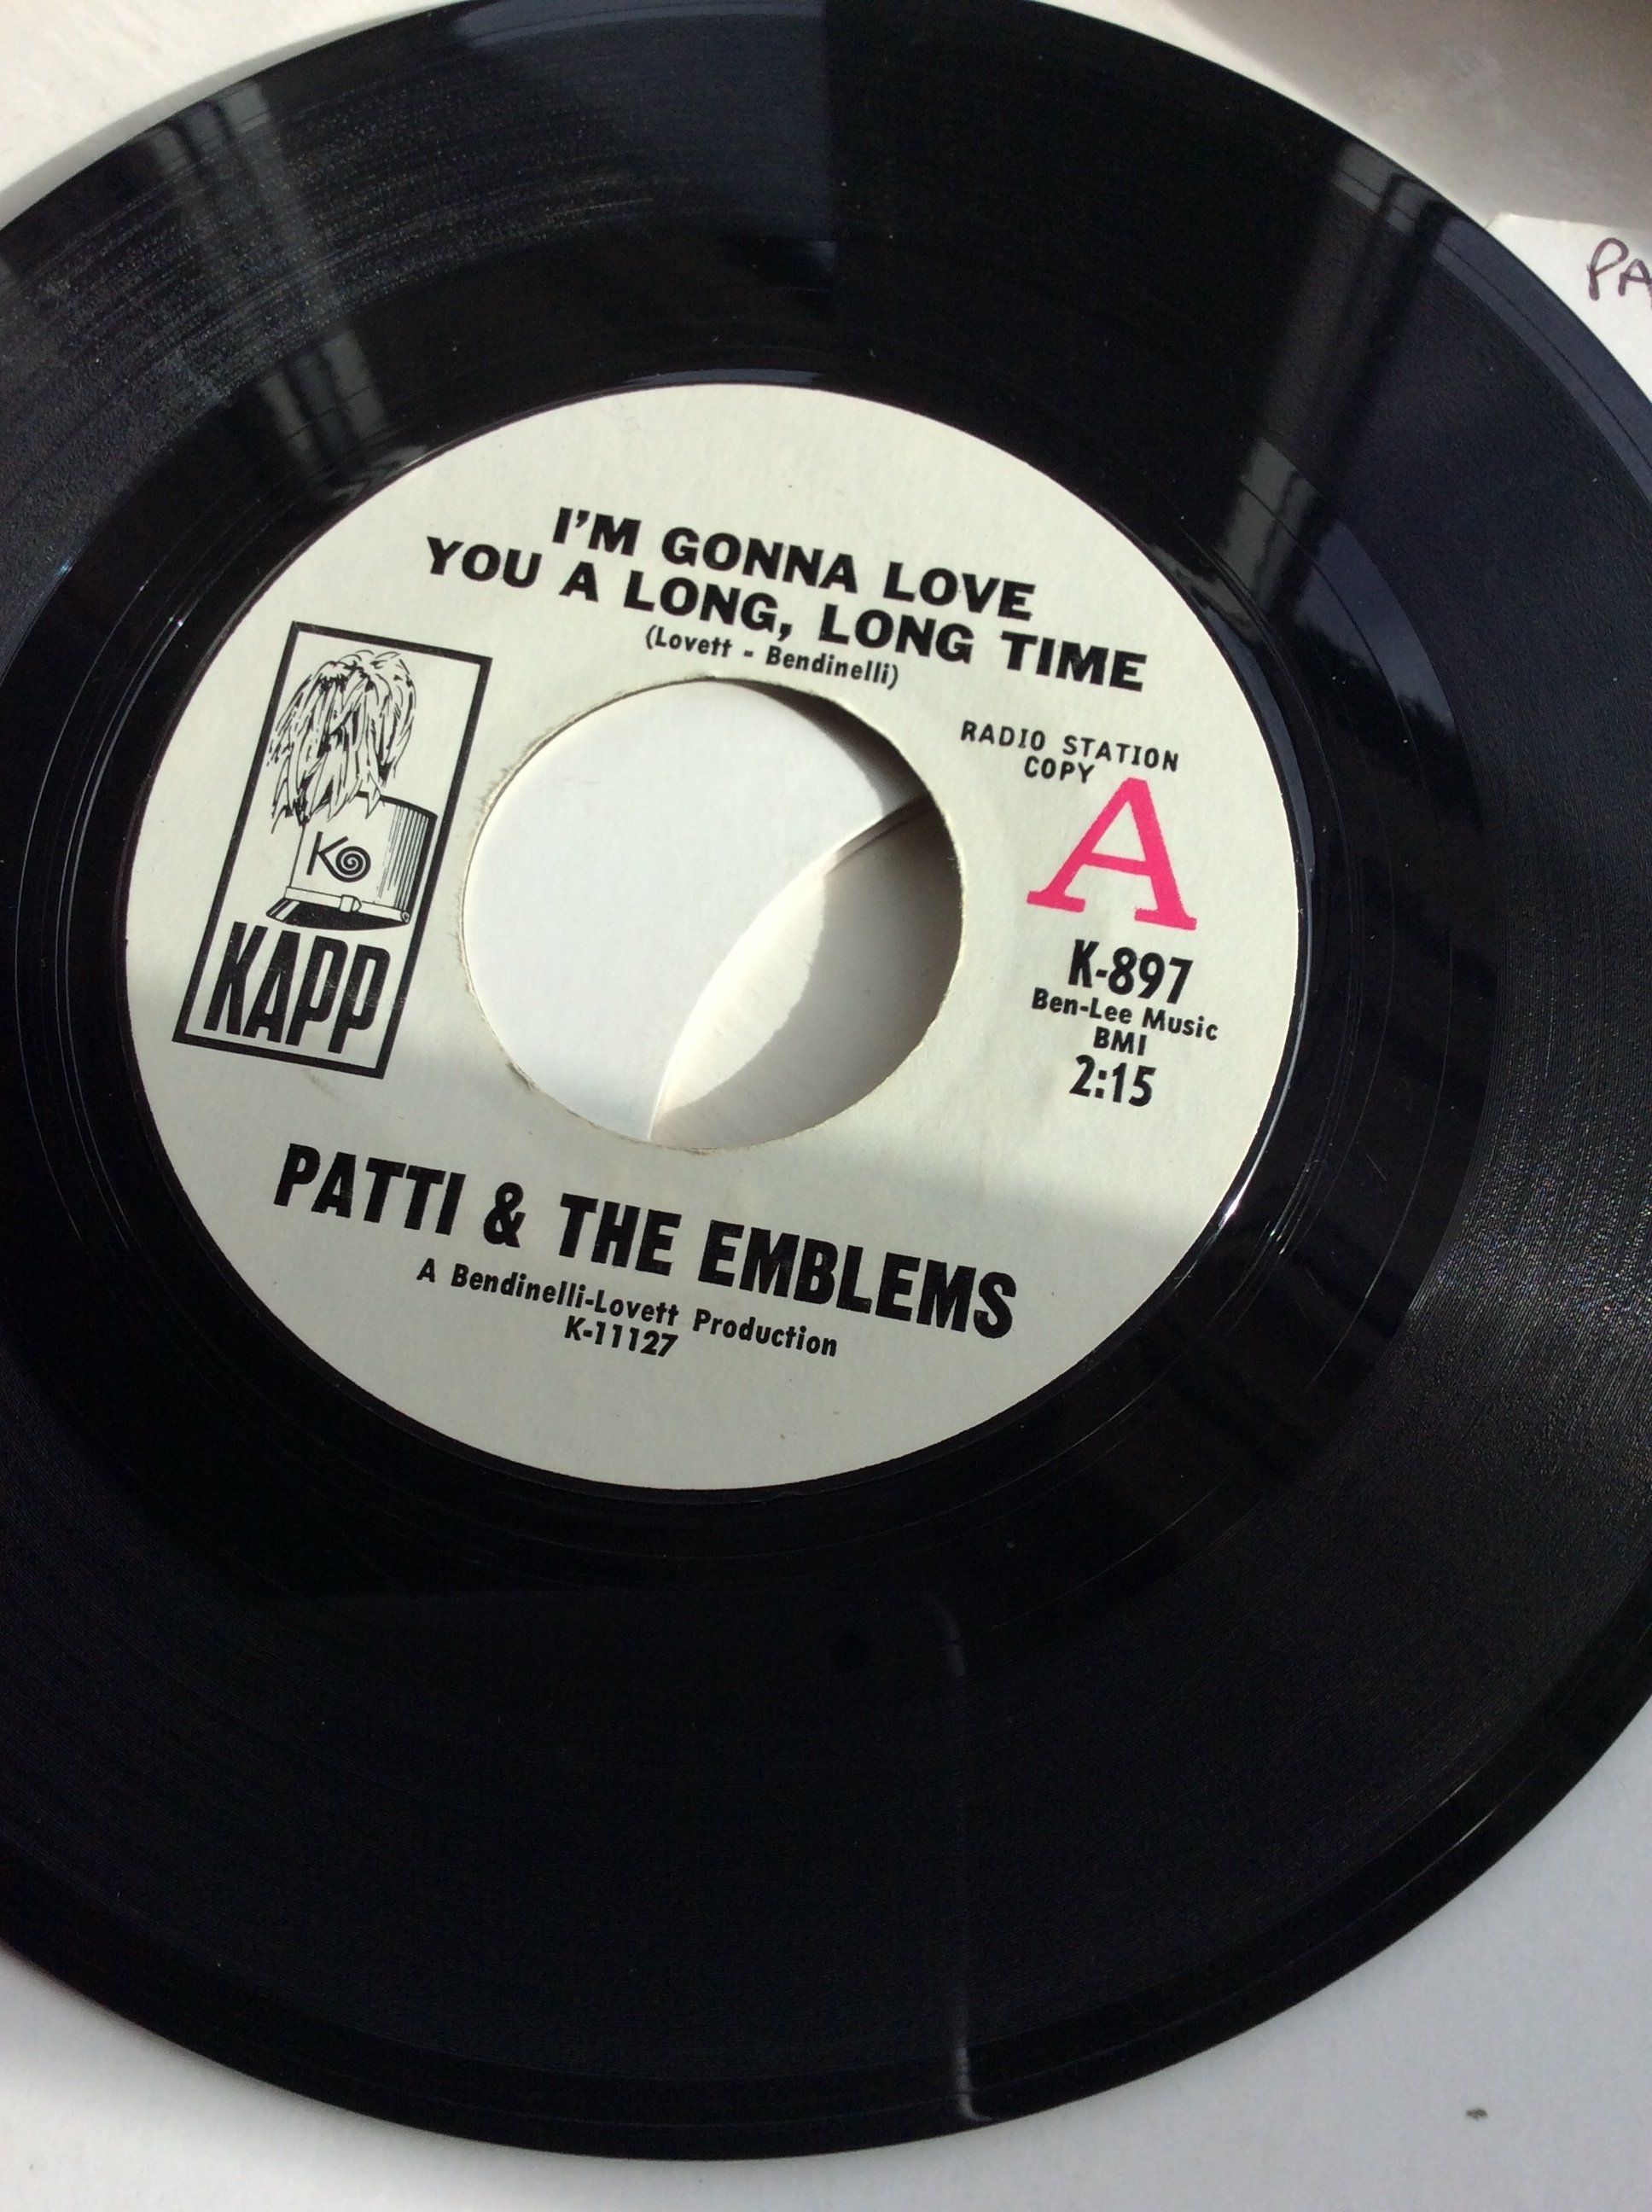 I'M GONNA LOVE
YOU A LONG, LONG TIME
(Lovett - Bendinelli)
RADIO STATION
COPY
A
K-897
Ben-Lee Music
BMI
2:15
K
KAPP
PATTI & THE EMBLEMS
A Bendinelli-Lovett Production
K-11127
PA